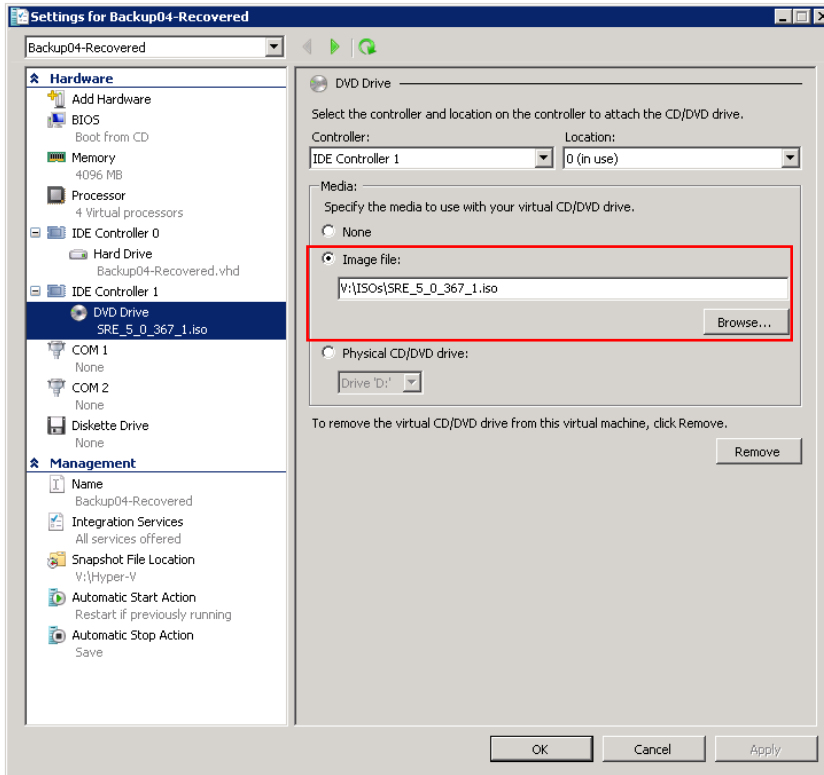 Settings for Backup04-Recovered
Backup04-Recovered
Hardware
Add Hardware
BIOS
Boot from CD
Memory
4096 MB
Processor
4 Virtual processors
IDE Controller 0
Hard Drive
Backup04-Recovered.vhd
IDE Controller 1
DVD Drive
SRE_5_0_367_1.iso
COM 1
None
COM 2
None
Diskette Drive
None
Management
Name
Backup04-Recovered
Integration Services
All services offered
Snapshot File Location
V:\Hyper-V
Automatic Start Action
Restart if previously running
Automatic Stop Action
Save
DVD Drive
Select the controller and location on the controller to attach the CD/DVD drive.
Controller: Location:
IDE Controller 1 0 (in use)
Media:
Specify the media to use with your virtual CD/DVD drive.
None
Image file:
V:\ISOs\SRE_5_0_367_1.iso
Browse...
Physical CD/DVD drive:
Drive 'D:'
To remove the virtual CD/DVD drive from this virtual machine, click Remove.
Remove
OK Cancel Apply